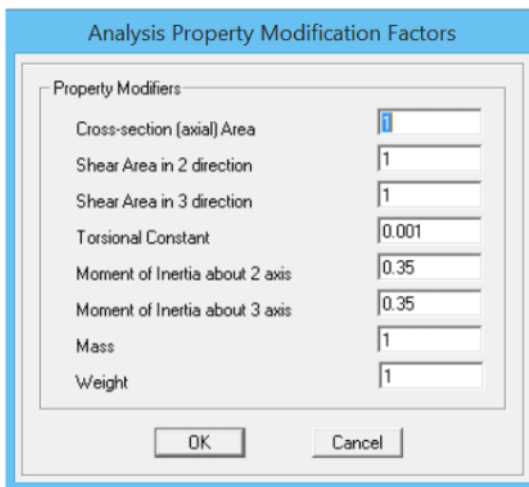 Analysis Property Modification Factors
Property Modifiers
Cross-section (axial) Area 1
Shear Area in 2 direction 1
Shear Area in 3 direction 1
Torsional Constant 0.001
Moment of Inertia about 2 axis 0.35
Moment of Inertia about 3 axis 0.35
Mass 1
Weight 1
OK Cancel